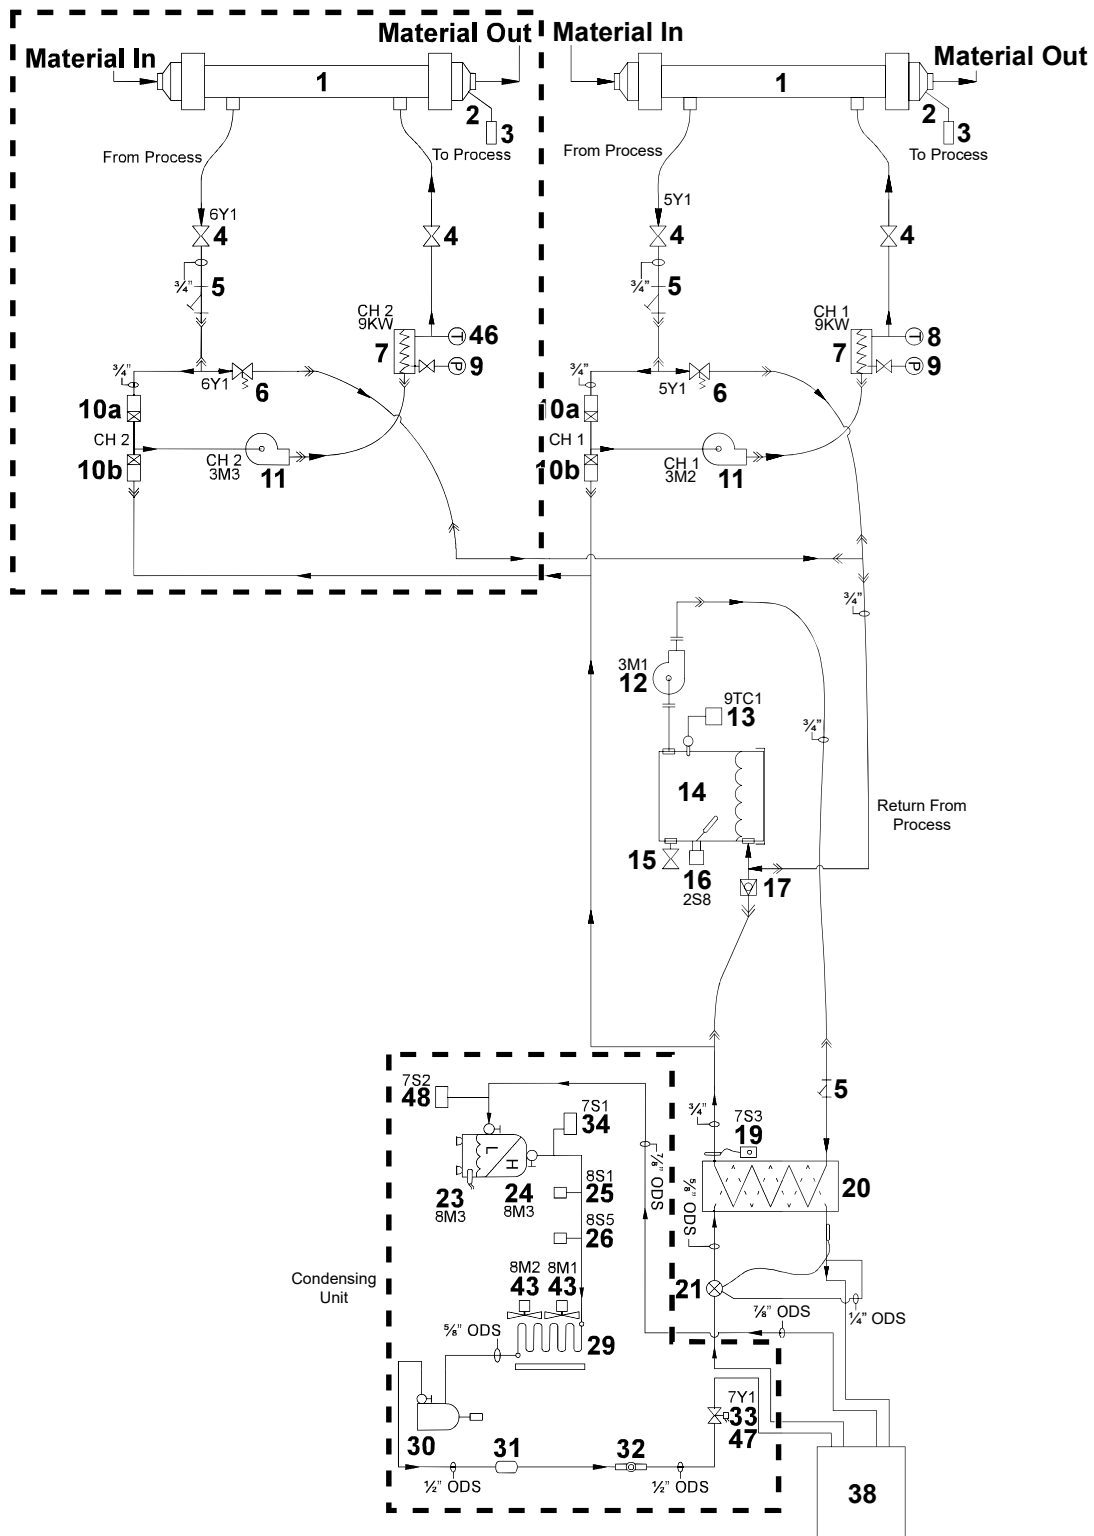 Material In
Material Out
Material In
Material Out
1
2
3
1
2
3
From Process
To Process
From Process
To Process
6Y1
4
4
5Y1
4
4
¾"
5
¾"
5
CH 2
9KW
7
46
9
CH 1
9KW
7
8
9
¾"
6Y1
6
¾"
5Y1
6
10a
CH 2
10b
CH 2
3M3
11
10a
CH 1
10b
CH 1
3M2
11
¾"
3M1
12
9TC1
13
¾"
14
Return From
Process
15
16
2S8
17
7S2
48
7S1
34
L
H
23
8M3
24
8M3
8S1
25
8S5
26
⅞" ODS
¾"
7S3
19
5
20
⅝" ODS
21
¼" ODS
⅞" ODS
Condensing
Unit
8M2
43
8M1
43
⅝" ODS
29
7Y1
33
47
30
31
32
½" ODS
½" ODS
38
T
P
T
P